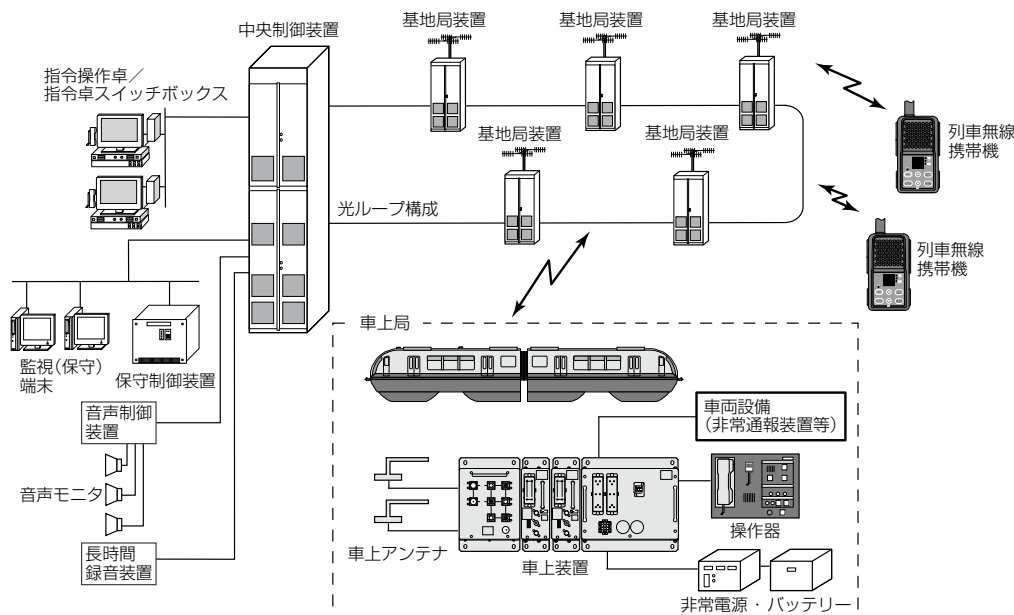 中央制御装置
基地局装置
基地局装置
基地局装置
指令操作卓／
指令卓スイッチボックス
列車無線
携帯機
基地局装置
基地局装置
光ループ構成
列車無線
携帯機
監視(保守)
端末
保守制御装置
車上局
音声制御
装置
車両設備
(非常通報装置等)
音声モニタ
操作器
長時間
録音装置
車上アンテナ
車上装置
非常電源・バッテリー